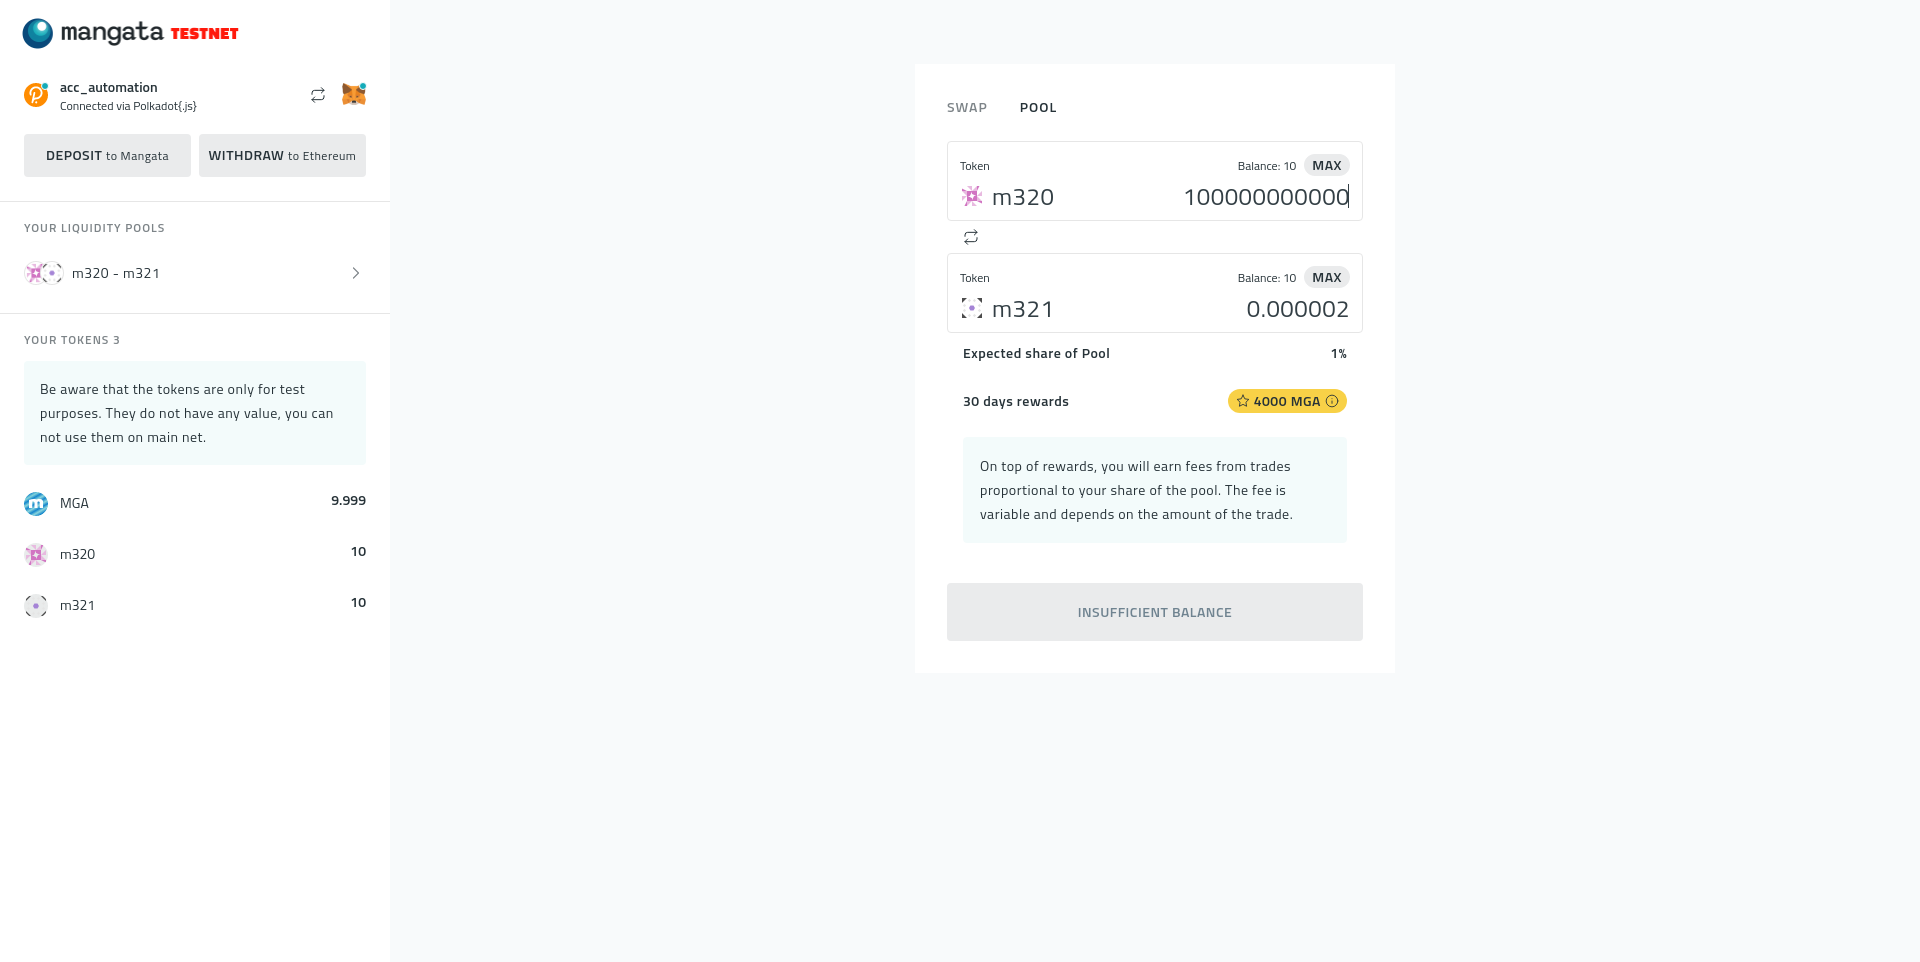 mangata TESTNET
acc_automation
Connected via Polkadot{.js}
DEPOSIT to Mangata
WITHDRAW to Ethereum
YOUR LIQUIDITY POOLS
m320 - m321
YOUR TOKENS 3
Be aware that the tokens are only for test
purposes. They do not have any value, you can
not use them on main net.
MGA 9.999
m320 10
m321 10
SWAP POOL
Token Balance: 10 MAX
m320 100000000000
Token Balance: 10 MAX
m321 0.000002
Expected share of Pool 1%
30 days rewards 4000 MGA
On top of rewards, you will earn fees from trades
proportional to your share of the pool. The fee is
variable and depends on the amount of the trade.
INSUFFICIENT BALANCE